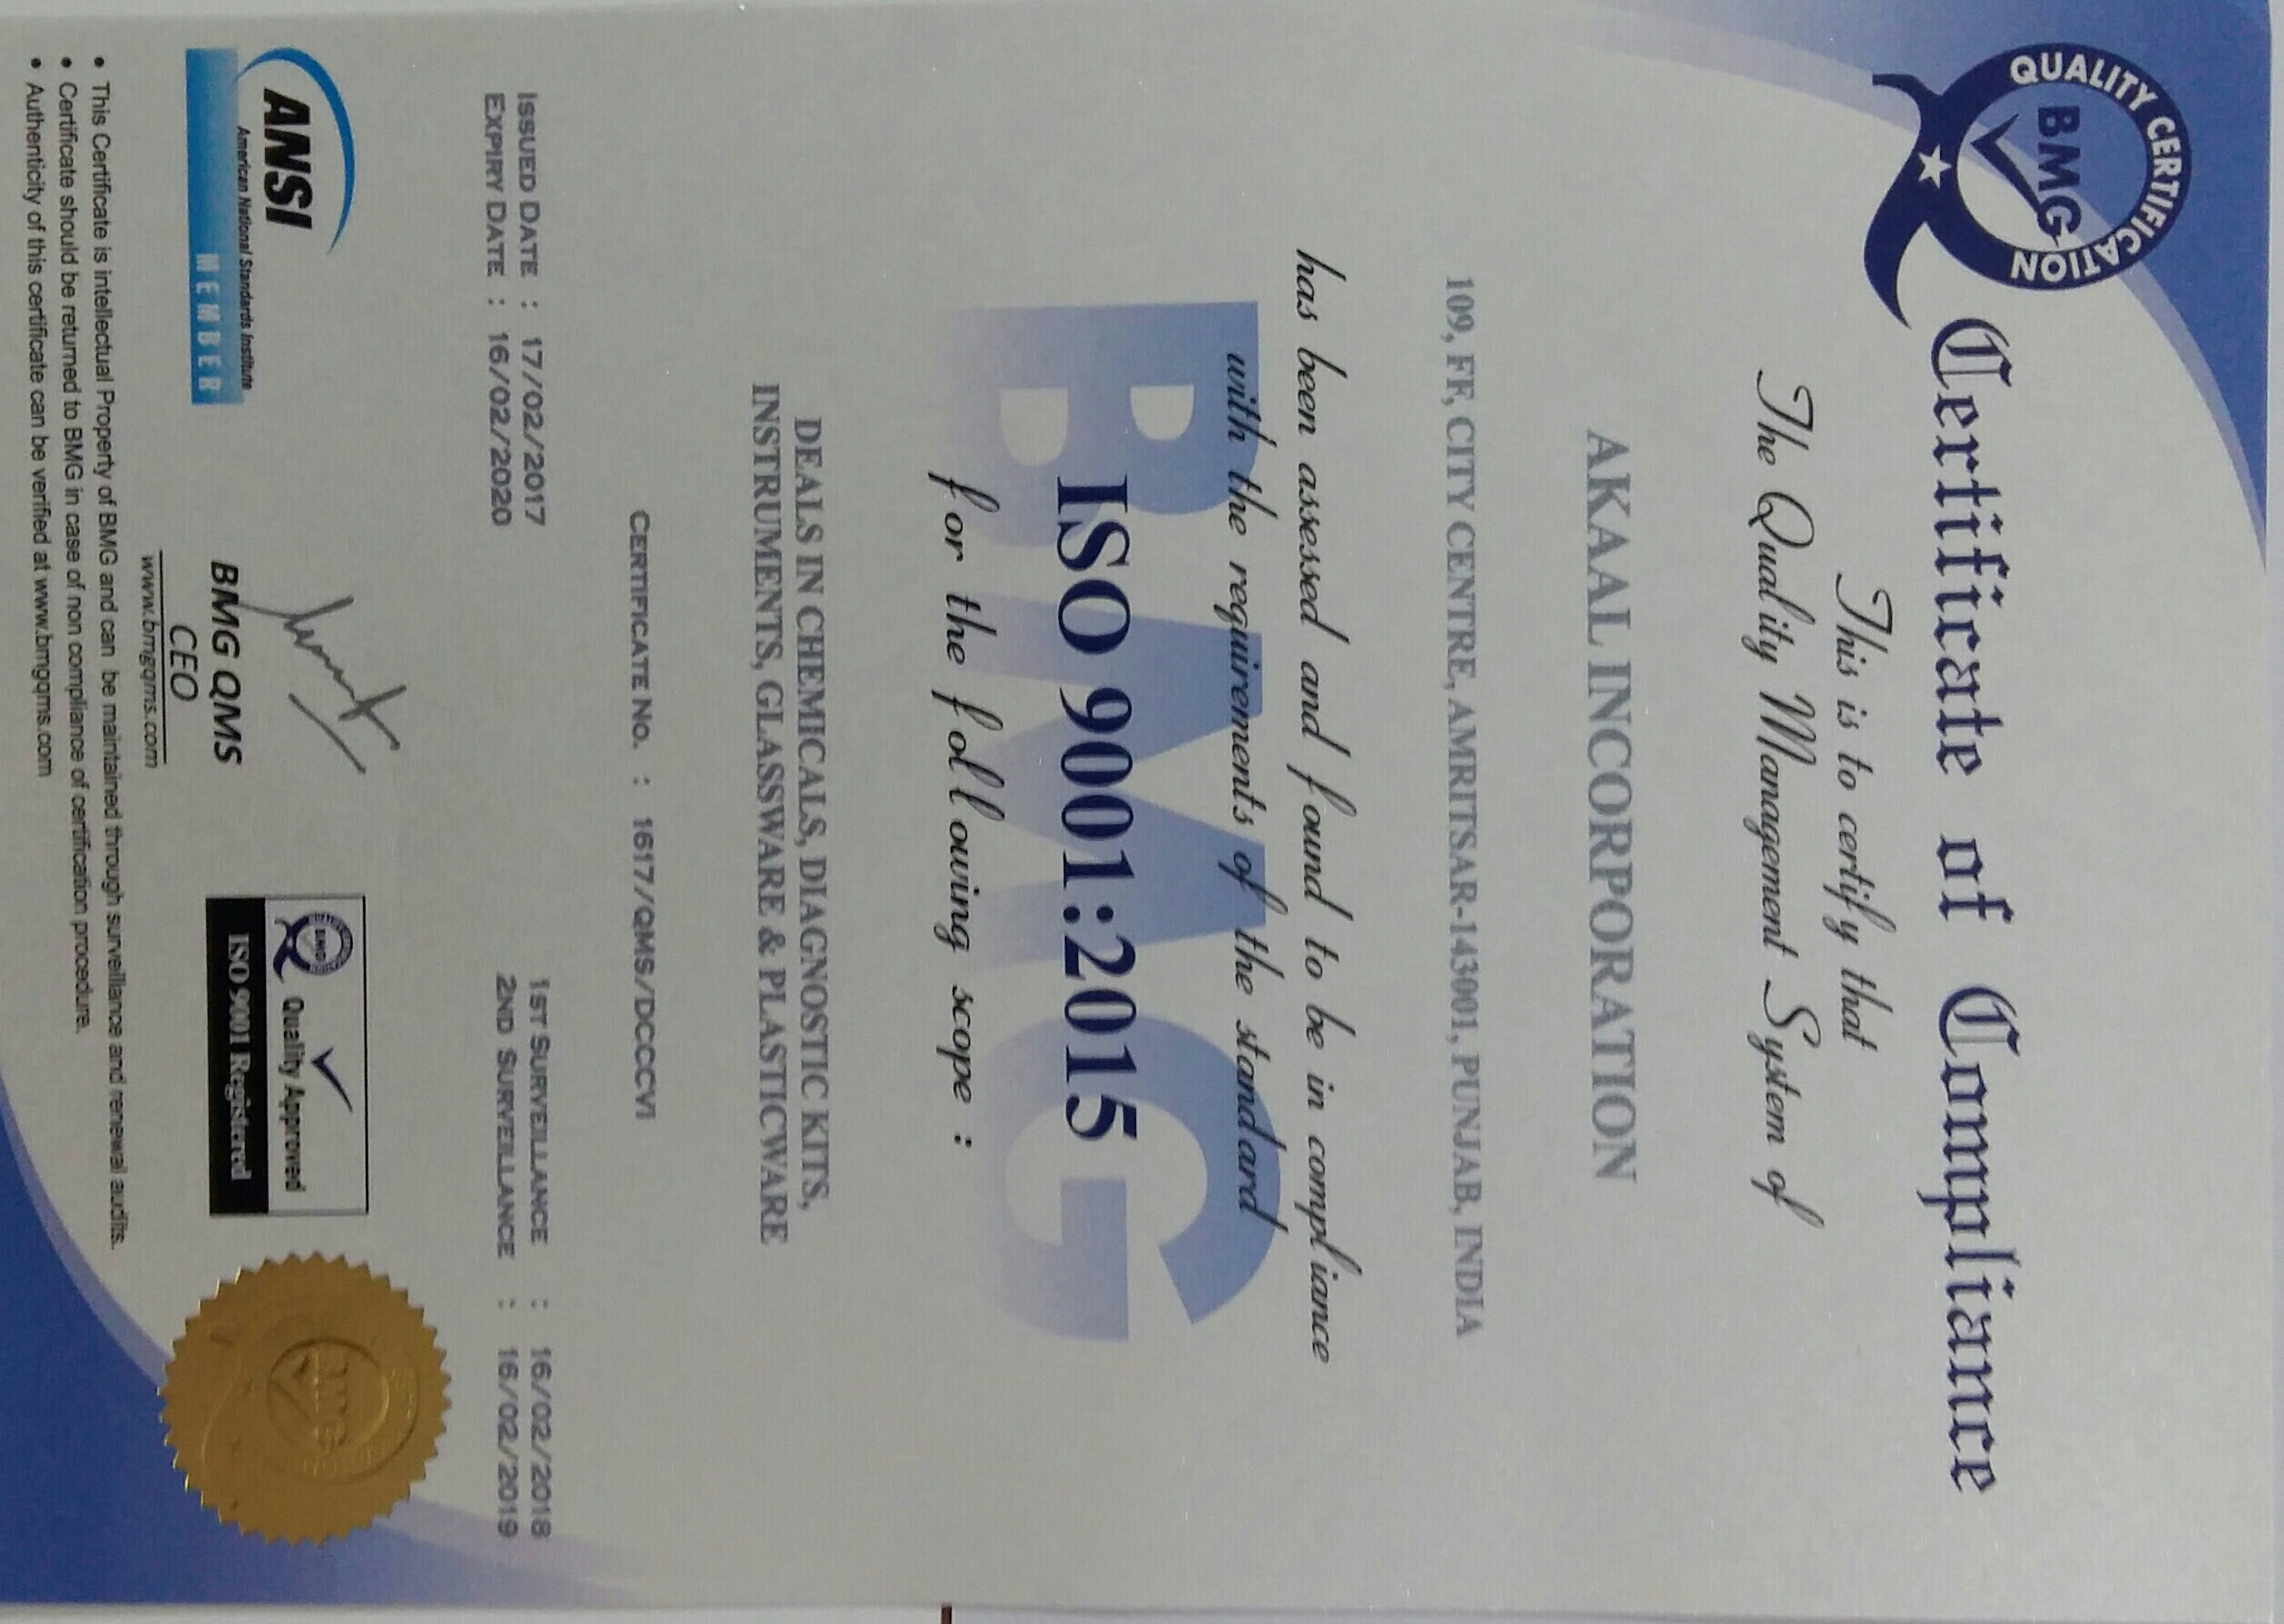 QUALITY CERTIFICATION
BMG
Certificate of Compliance
This is to certify that
The Quality Management System of
AKAAL INCORPORATION
109, FF, CITY CENTRE, AMRITSAR-143001, PUNJAB, INDIA
has been assessed and found to be in compliance
with the requirements of the standard
BMG
ISO 9001:2015
for the following scope :
DEALS IN CHEMICALS, DIAGNOSTIC KITS,
INSTRUMENTS, GLASSWARE & PLASTICWARE
CERTIFICATE NO. : 1617/QMS/DCCCVI
ISSUED DATE : 17/02/2017
EXPIRY DATE : 16/02/2020
1ST SURVEILLANCE : 16/02/2018
2ND SURVEILLANCE : 16/02/2019
ANSI
American National Standards Institute
MEMBER
BMG QMS
CEO
www.bmgqms.com
BMG
Quality Approved
ISO 9001 Registered
BMG
• This Certificate is intellectual Property of BMG and can be maintained through surveillance and renewal audits.
• Certificate should be returned to BMG in case of non compliance of certification procedure.
• Authenticity of this certificate can be verified at www.bmgqms.com